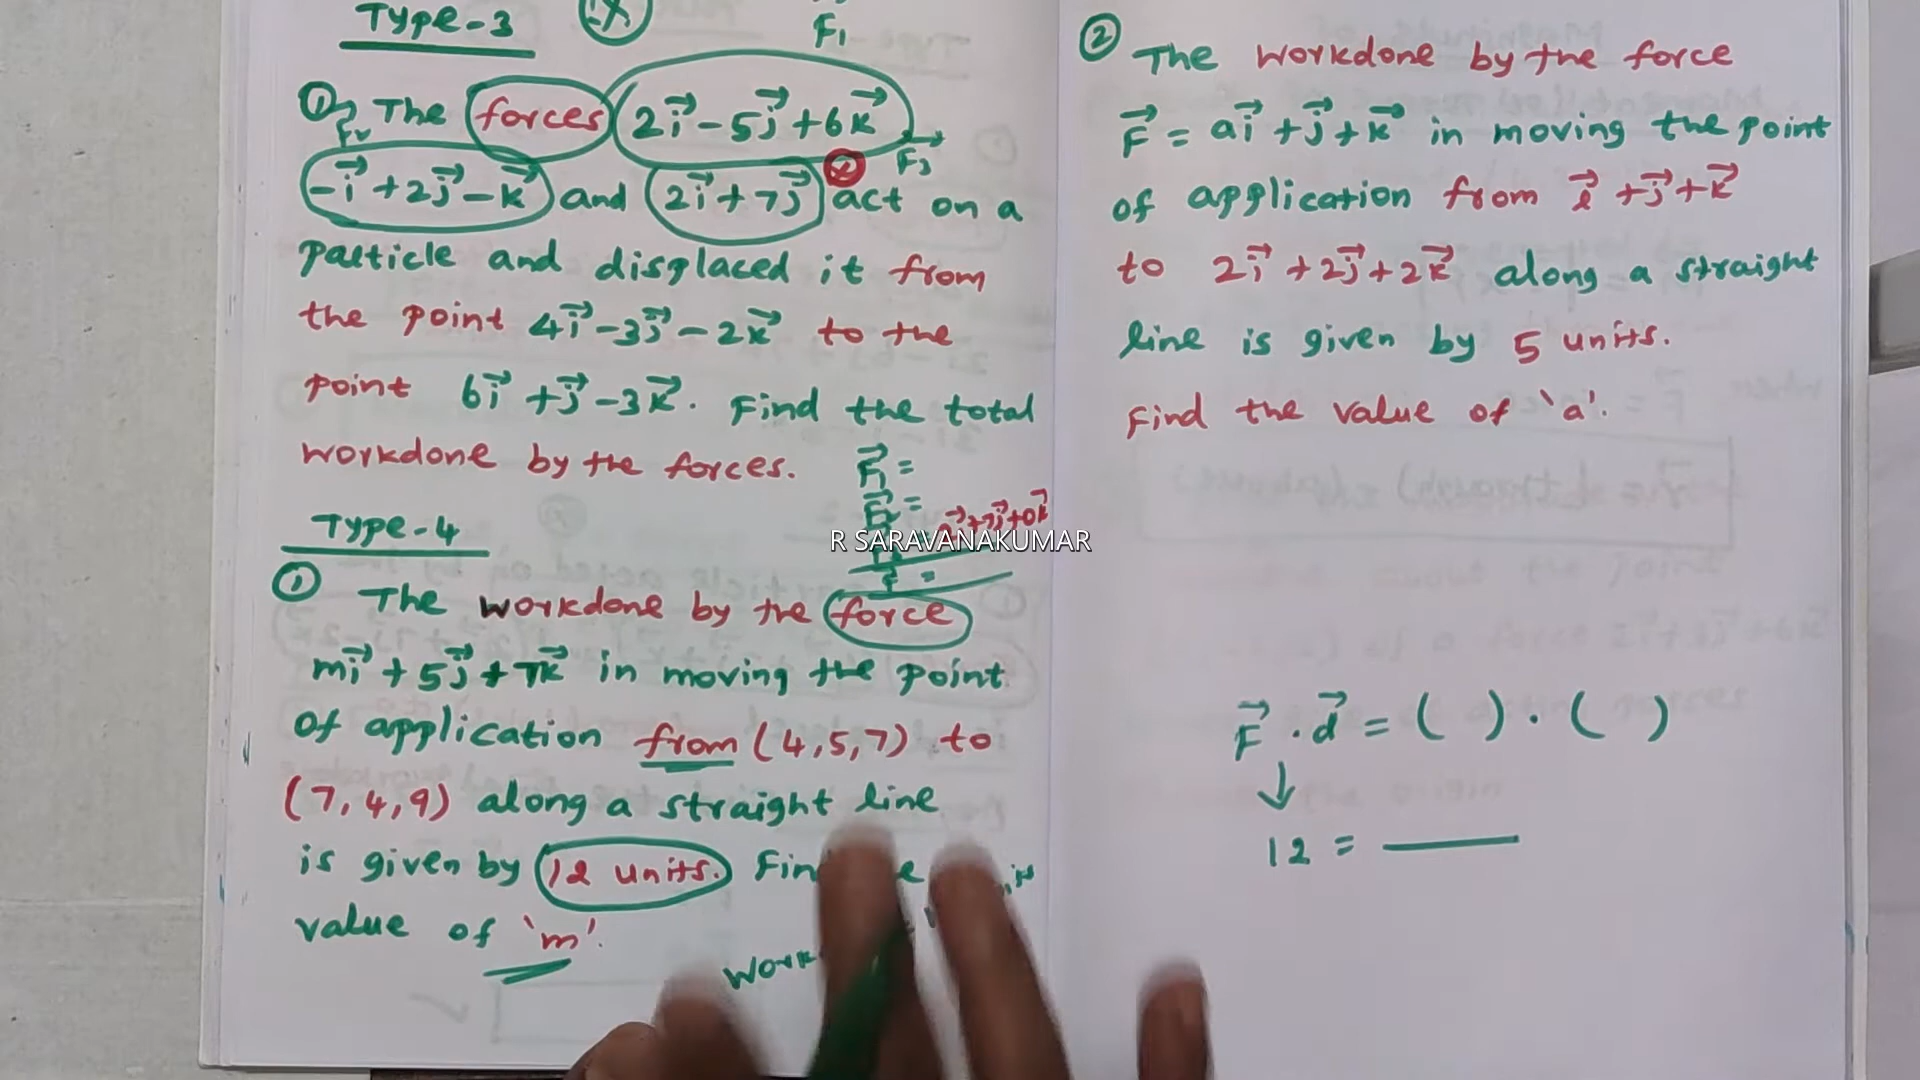 Type-3
F₁
① The forces 2i⃗ - 5j⃗ + 6k⃗
F₂
F₃
-i⃗ + 2j⃗ - k⃗ and 2i⃗ + 7j⃗ act on a
particle and displaced it from
the point 4i⃗ - 3j⃗ - 2k⃗ to the
point 6i⃗ + j⃗ - 3k⃗. Find the total
workdone by the forces.
F⃗₁ =
F⃗₂ =
i⃗ + 7j⃗ + 0k⃗
R SARAVANAKUMAR
Type-4
① The workdone by the force
mi⃗ + 5j⃗ + 7k⃗ in moving the point
of application from (4,5,7) to
(7,4,9) along a straight line
is given by 12 units. Fin
value of 'm'.
Work
② The workdone by the force
F⃗ = ai⃗ + j⃗ + k⃗ in moving the point
of application from i⃗ + j⃗ + k⃗
to 2i⃗ + 2j⃗ + 2k⃗ along a straight
line is given by 5 units.
Find the value of 'a'.
F⃗ . d⃗ = ( ) . ( )
↓
12 =